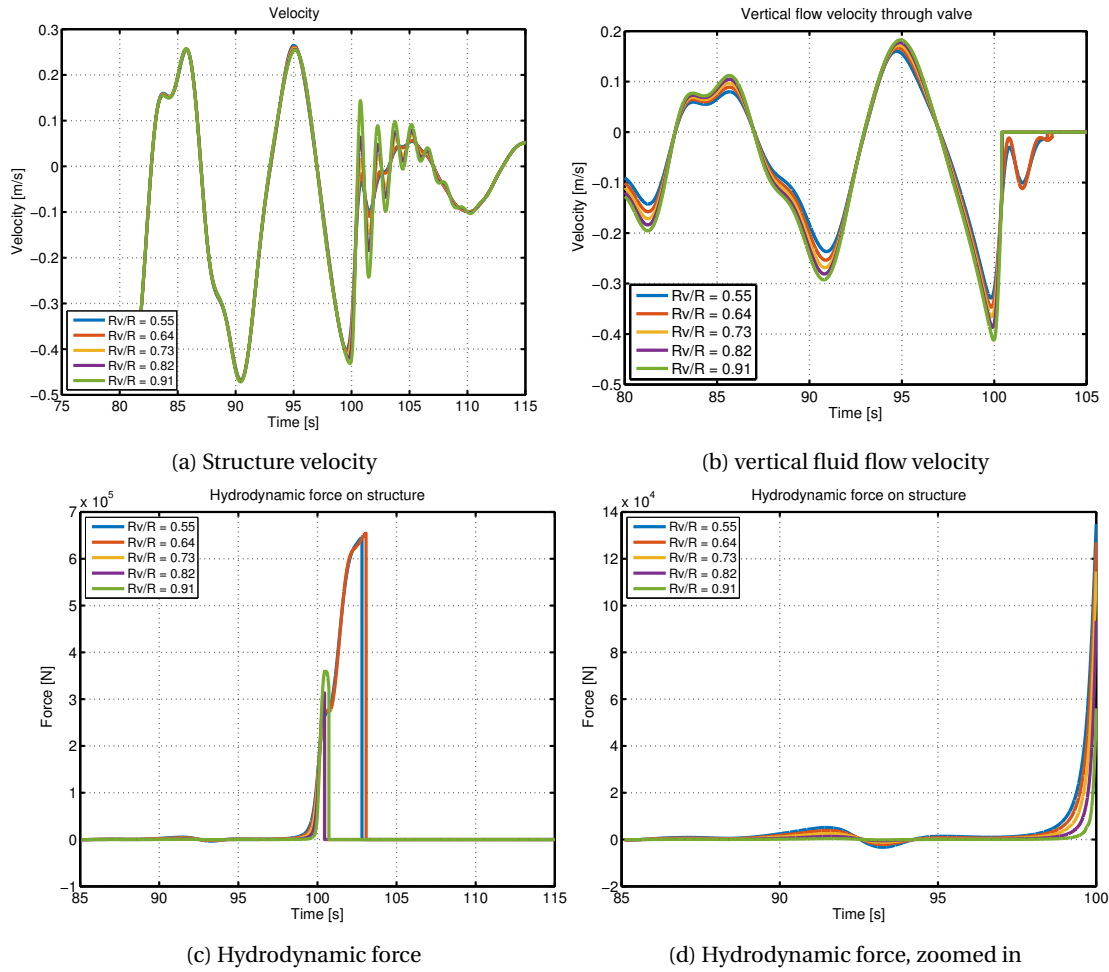 Velocity
0.3
0.2
0.1
0
−0.1
−0.2
−0.3
−0.4
−0.5
Velocity [m/s]
Rv/R = 0.55
Rv/R = 0.64
Rv/R = 0.73
Rv/R = 0.82
Rv/R = 0.91
75 80 85 90 95 100 105 110 115
Time [s]
(a) Structure velocity
Vertical flow velocity through valve
0.2
0.1
0
−0.1
−0.2
−0.3
−0.4
−0.5
Velocity [m/s]
Rv/R = 0.55
Rv/R = 0.64
Rv/R = 0.73
Rv/R = 0.82
Rv/R = 0.91
80 85 90 95 100 105
Time [s]
(b) vertical fluid flow velocity
Hydrodynamic force on structure
x 10^5
7
6
5
4
3
2
1
0
−1
Force [N]
Rv/R = 0.55
Rv/R = 0.64
Rv/R = 0.73
Rv/R = 0.82
Rv/R = 0.91
85 90 95 100 105 110 115
Time [s]
(c) Hydrodynamic force
Hydrodynamic force on structure
x 10^4
14
12
10
8
6
4
2
0
−2
Force [N]
Rv/R = 0.55
Rv/R = 0.64
Rv/R = 0.73
Rv/R = 0.82
Rv/R = 0.91
85 90 95 100
Time [s]
(d) Hydrodynamic force, zoomed in